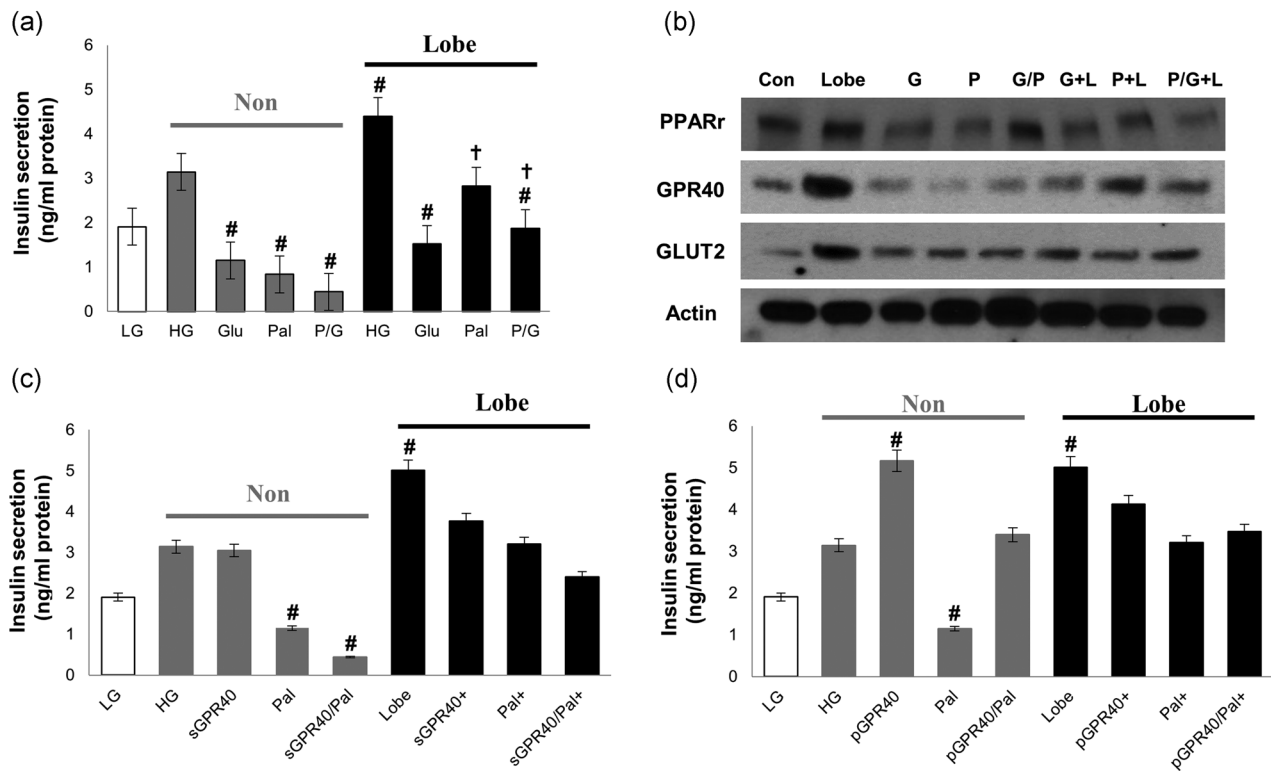 (a)
6
5
4
3
2
1
0
Insulin secretion
(ng/ml protein)
Non
Lobe
# # # # # † † #
LG HG Glu Pal P/G HG Glu Pal P/G
(b)
Con Lobe G P G/P G+L P+L P/G+L
PPARr
GPR40
GLUT2
Actin
(c)
6
5
4
3
2
1
0
Insulin secretion
(ng/ml protein)
Non
Lobe
# # #
LG HG sGPR40 Pal sGPR40/Pal Lobe sGPR40+ Pal+ sGPR40/Pal+
(d)
6
5
4
3
2
1
0
Insulin secretion
(ng/ml protein)
Non
Lobe
# # #
LG HG pGPR40 Pal pGPR40/Pal Lobe pGPR40+ Pal+ pGPR40/Pal+